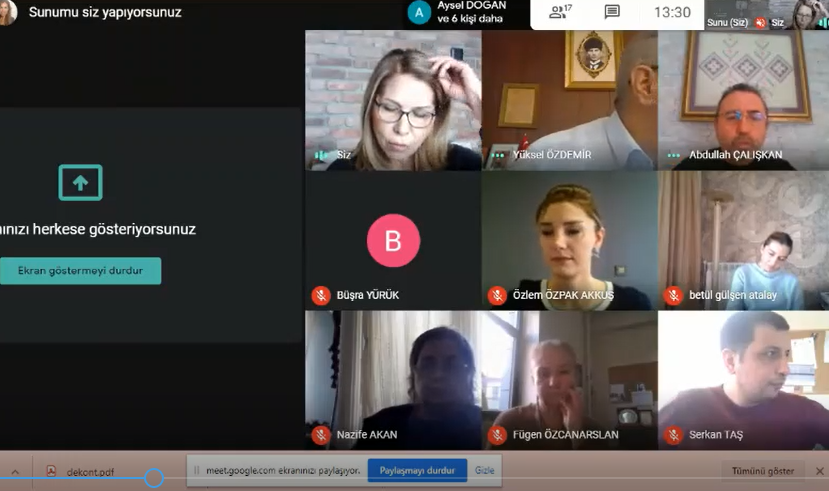 Sunumu siz yapıyorsunuz
A
Aysel DOĞAN
ve 6 kişi daha
17
13:30
Sunu (Siz)
Siz
Siz
Yüksel ÖZDEMİR
Abdullah ÇALIŞKAN
nınızı herkese gösteriyorsunuz
Ekran göstermeyi durdur
B
Büşra YÜRÜK
Özlem ÖZPAK AKKUŞ
betül gülşen atalay
Nazife AKAN
Fügen ÖZCANARSLAN
Serkan TAŞ
dekont.pdf
meet.google.com ekranınızı paylaşıyor.
Paylaşmayı durdur
Gizle
Tümünü göster